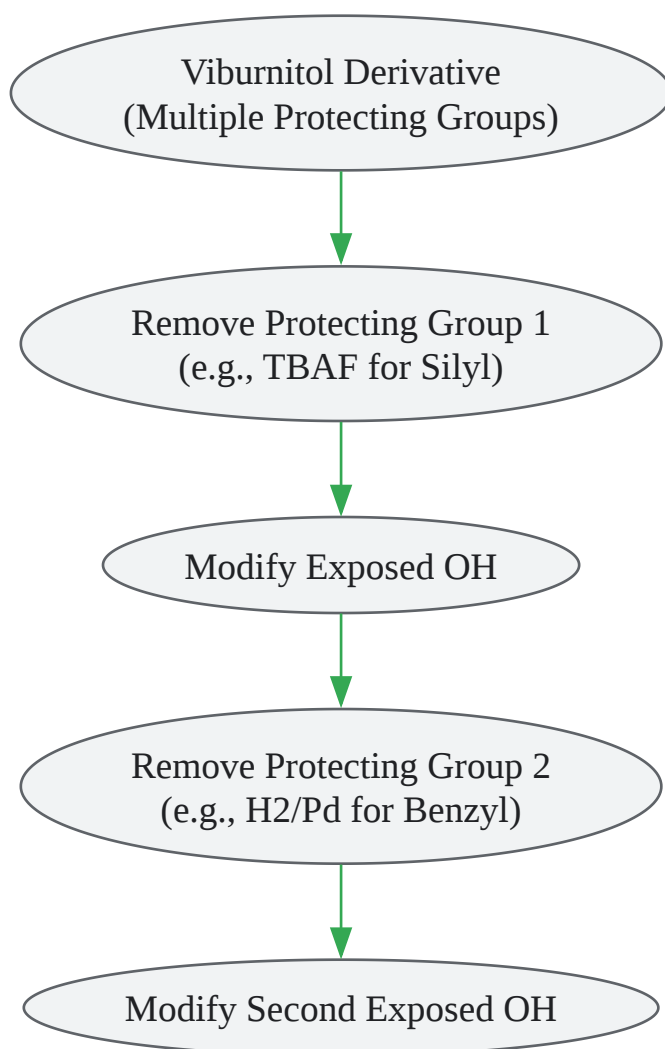 Viburnitol Derivative
(Multiple Protecting Groups)
Remove Protecting Group 1
(e.g., TBAF for Silyl)
Modify Exposed OH
Remove Protecting Group 2
(e.g., H2/Pd for Benzyl)
Modify Second Exposed OH